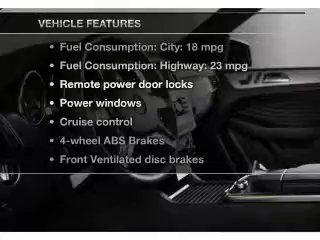 VEHICLE FEATURES
• Fuel Consumption: City: 18 mpg
• Fuel Consumption: Highway: 23 mpg
• Remote power door locks
• Power windows
• Cruise control
• 4-wheel ABS Brakes
• Front Ventilated disc brakes